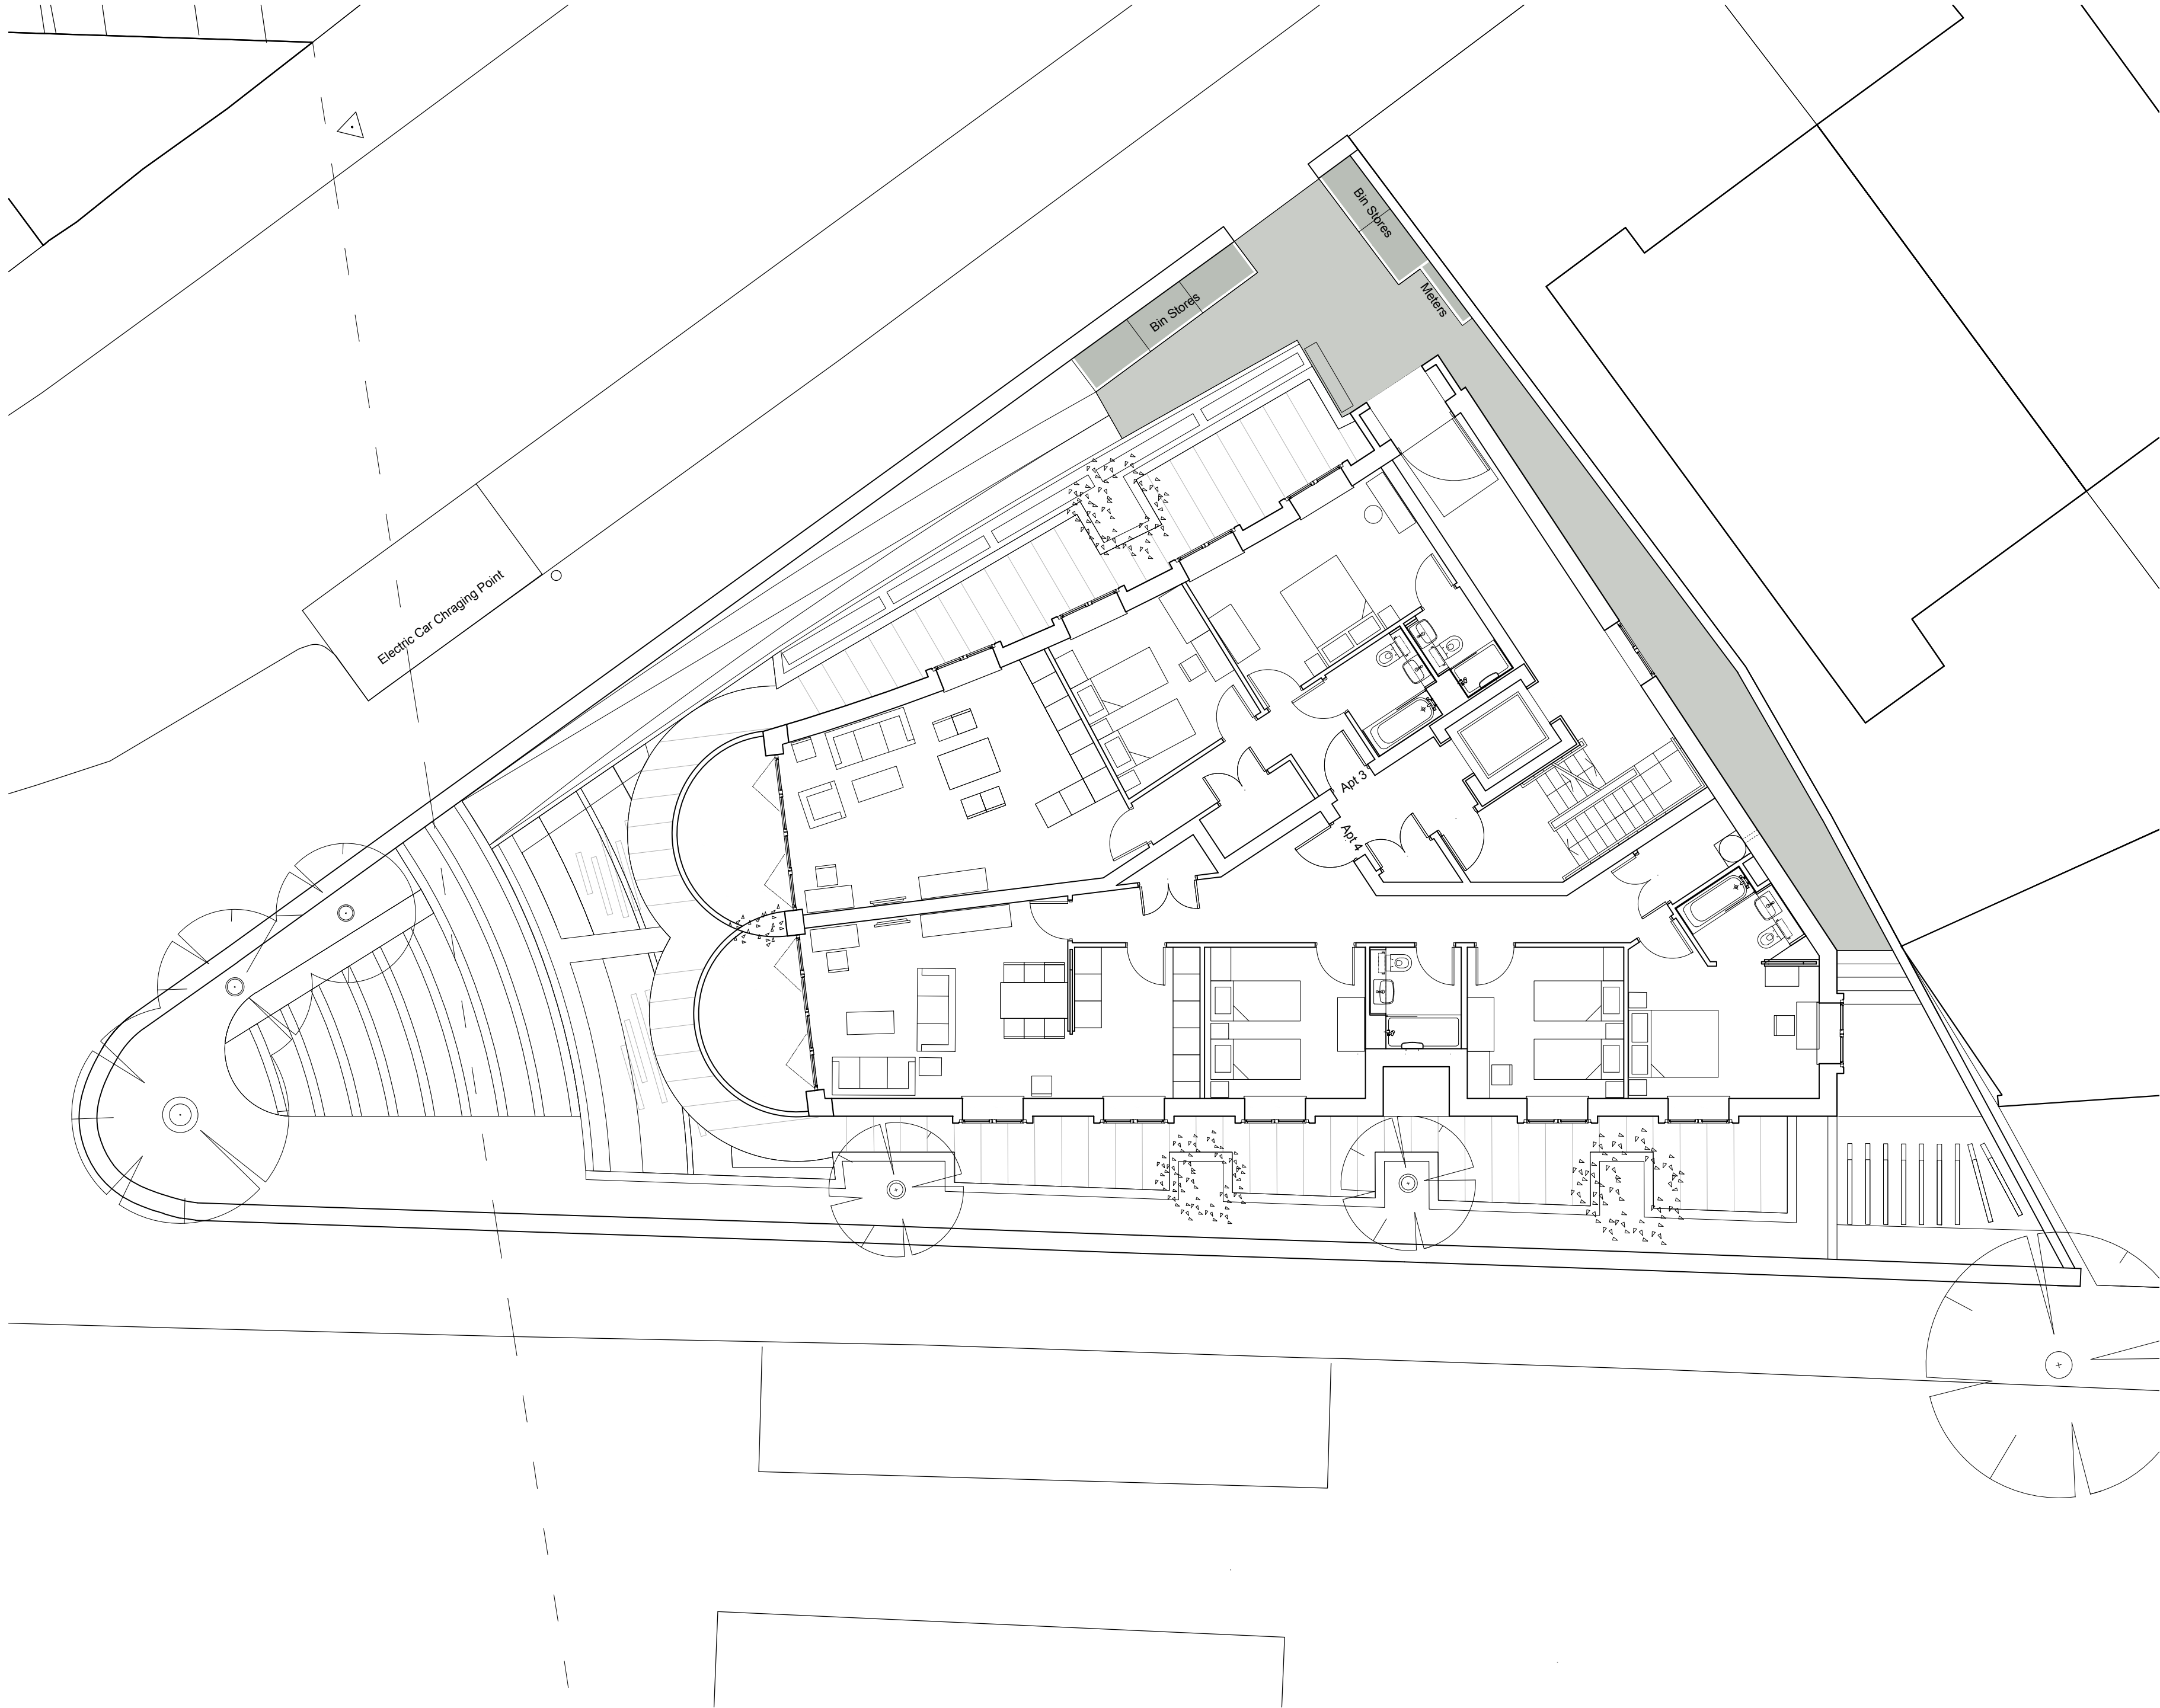 Bin Stores
Bin Stores
Meters
Electric Car Chraging Point
Apt 3
Apt 4